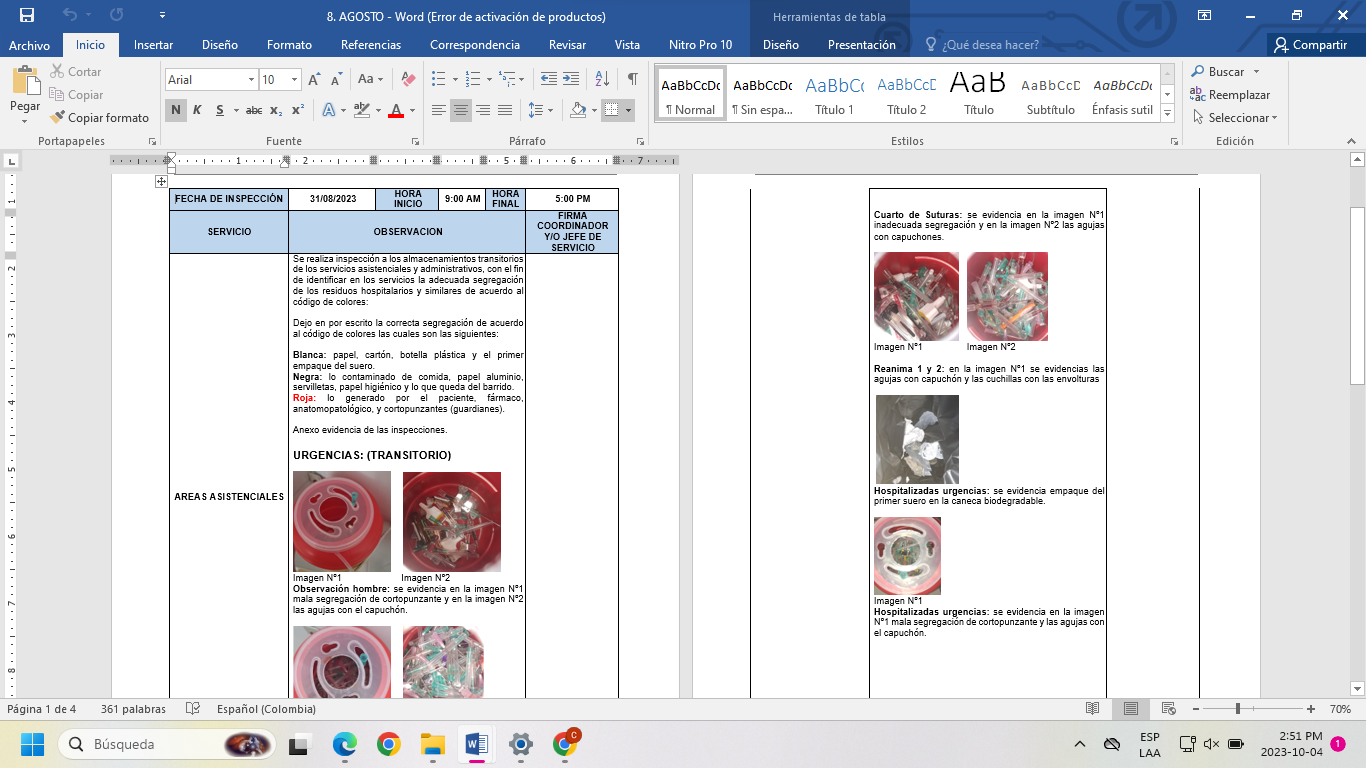 8. AGOSTO - Word (Error de activación de productos)
Herramientas de tabla
Archivo
Inicio
Insertar
Diseño
Formato
Referencias
Correspondencia
Revisar
Vista
Nitro Pro 10
Diseño
Presentación
¿Qué desea hacer?
Compartir
Pegar
Cortar
Copiar
Copiar formato
Portapapeles
Arial
10
Aa
N K S abc x₂ x²
A
Fuente
Párrafo
AaBbCcDc
¶ Normal
AaBbCcDc
¶ Sin espa...
AaBbCc
Título 1
AaBbCcD
Título 2
AaB
Título
AaBbCcD
Subtítulo
AaBbCcDc
Énfasis sutil
Estilos
Buscar
Reemplazar
Seleccionar
Edición
1 2 5 6 7
FECHA DE INSPECCIÓN
31/08/2023
HORA
INICIO
9:00 AM
HORA
FINAL
5:00 PM
SERVICIO
OBSERVACION
FIRMA
COORDINADOR
Y/O JEFE DE
SERVICIO
AREAS ASISTENCIALES
Se realiza inspección a los almacenamientos transitorios
de los servicios asistenciales y administrativos, con el fin
de identificar en los servicios la adecuada segregación
de los residuos hospitalarios y similares de acuerdo al
código de colores:
Dejo en por escrito la correcta segregación de acuerdo
al código de colores las cuales son las siguientes:
Blanca: papel, cartón, botella plástica y el primer
empaque del suero.
Negra: lo contaminado de comida, papel aluminio,
servilletas, papel higiénico y lo que queda del barrido.
Roja: lo generado por el paciente, fármaco,
anatomopatológico, y cortopunzantes (guardianes).
Anexo evidencia de las inspecciones.
URGENCIAS: (TRANSITORIO)
Imagen N°1 Imagen N°2
Observación hombre: se evidencia en la imagen N°1
mala segregación de cortopunzante y en la imagen N°2
las agujas con el capuchón.
Cuarto de Suturas: se evidencia en la imagen N°1
inadecuada segregación y en la imagen N°2 las agujas
con capuchones.
Imagen N°1 Imagen N°2
Reanima 1 y 2: en la imagen N°1 se evidencias las
agujas con capuchón y las cuchillas con las envolturas
Hospitalizadas urgencias: se evidencia empaque del
primer suero en la caneca biodegradable.
Imagen N°1
Hospitalizadas urgencias: se evidencia en la imagen
N°1 mala segregación de cortopunzante y las agujas con
el capuchón.
Página 1 de 4
361 palabras
Español (Colombia)
70%
Búsqueda
C
ESP
LAA
2:51 PM
2023-10-04
1